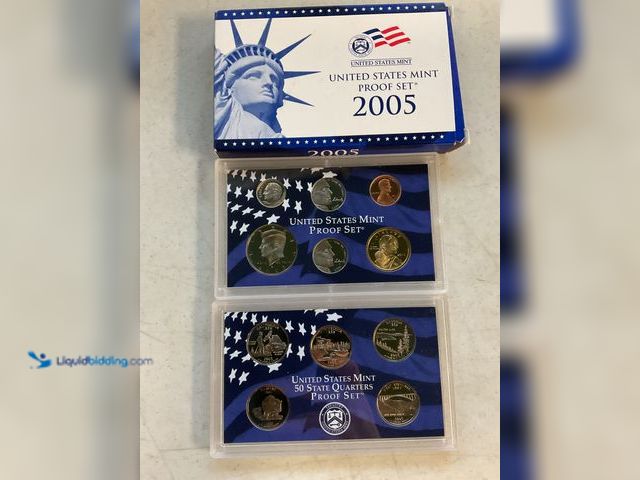 UNITED STATES MINT
UNITED STATES MINT
PROOF SET
2005
2005
UNITED STATES MINT
PROOF SET
Liquidbidding.com
UNITED STATES MINT
50 STATE QUARTERS
PROOF SET